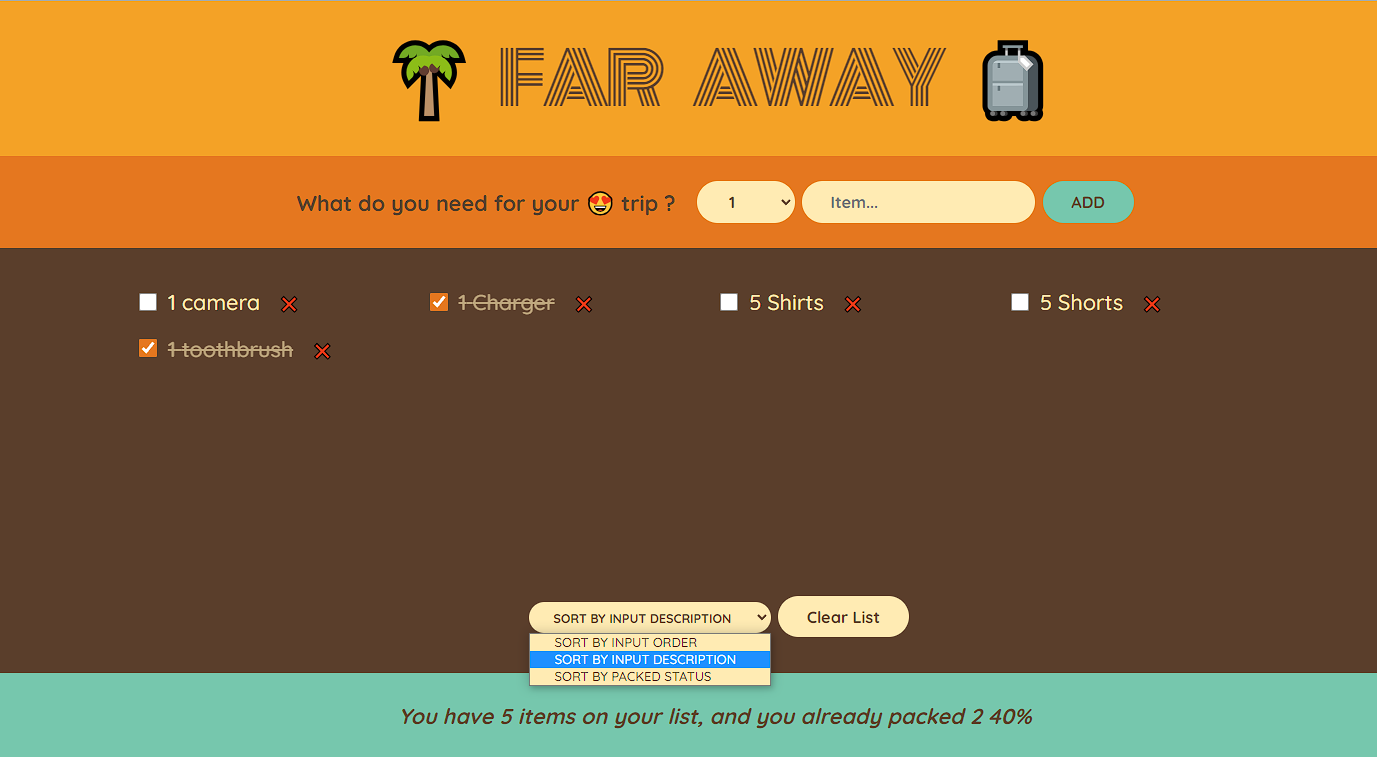 FAR AWAY
What do you need for your 😍 trip ? 1 Item... ADD
1 camera ❌ 1 Charger ❌ 5 Shirts ❌ 5 Shorts ❌
1 toothbrush ❌
SORT BY INPUT DESCRIPTION Clear List
SORT BY INPUT ORDER
SORT BY INPUT DESCRIPTION
SORT BY PACKED STATUS
You have 5 items on your list, and you already packed 2 40%